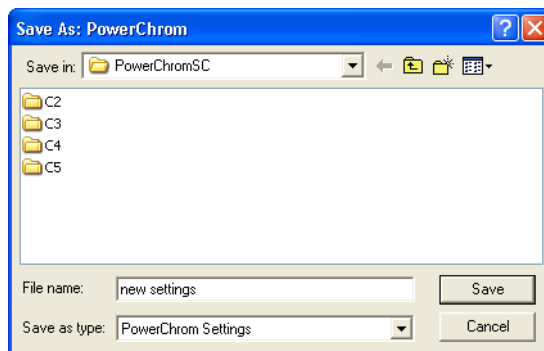 Save As: PowerChrom
Save in: PowerChromSC
C2
C3
C4
C5
File name: new settings Save
Save as type: PowerChrom Settings Cancel